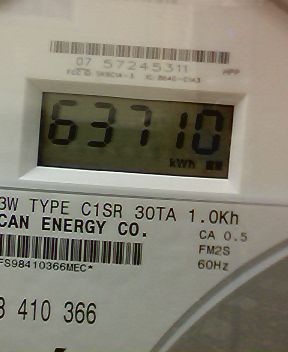 07 57245311
HPP
63710
kWh
3W TYPE C1SR 30TA 1.0Kh
CAN ENERGY CO.
CA 0.5
FM2S
60Hz
FS98410366MEC*
410 366